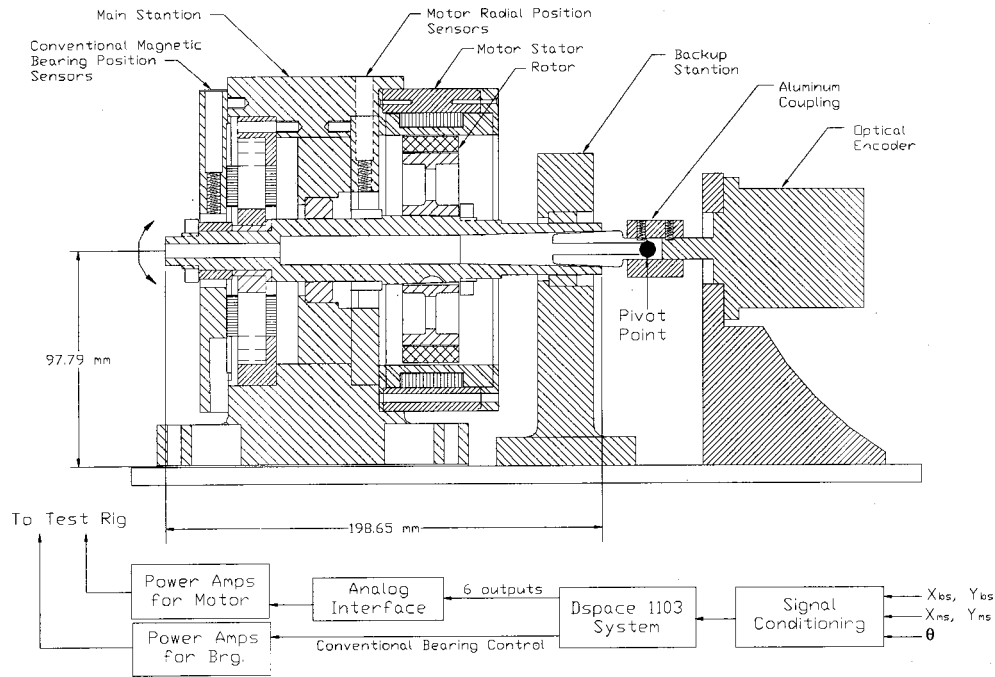 Main Stantion
Motor Radial Position
Sensors
Conventional Magnetic
Bearing Position
Sensors
Motor Stator
Rotor
Backup
Stantion
Aluminum
Coupling
Optical
Encoder
Pivot
Point
97.79 mm
198.65 mm
To Test Rig
Power Amps
for Motor
Analog
Interface
6 outputs
Dspace 1103
System
Signal
Conditioning
Xbs, Ybs
Xms, Yms
θ
Power Amps
for Brg.
Conventional Bearing Control